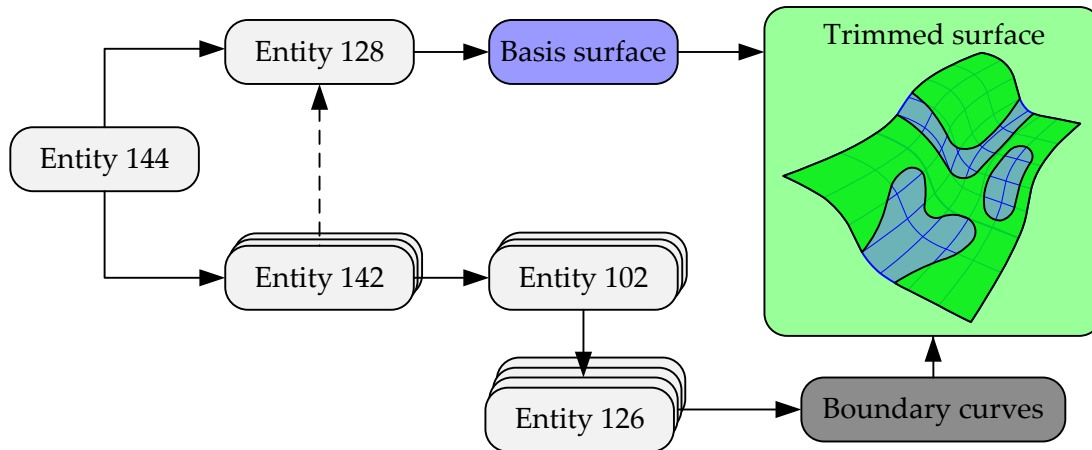 Entity 128
Basis surface
Trimmed surface
Entity 144
Entity 142
Entity 102
Entity 126
Boundary curves